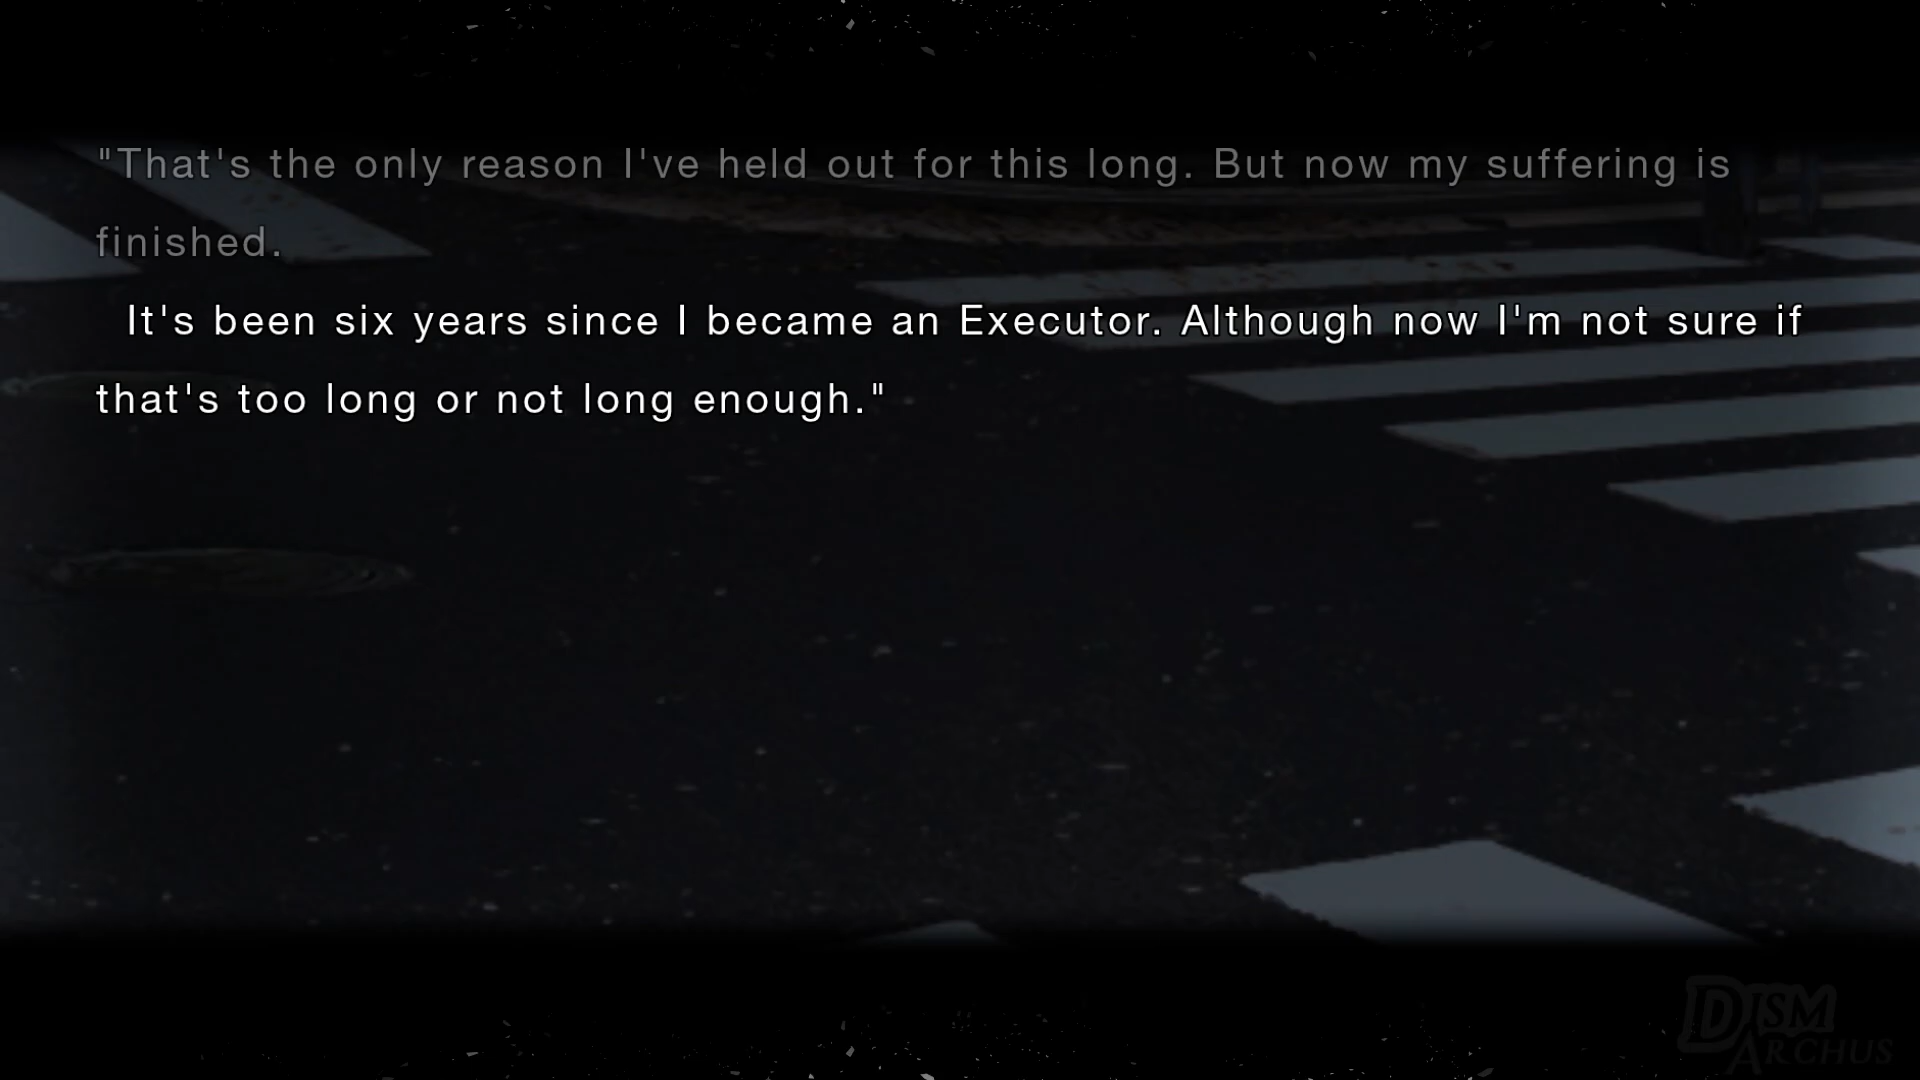 "That's the only reason I've held out for this long. But now my suffering is
finished.
It's been six years since I became an Executor. Although now I'm not sure if
that's too long or not long enough."
DISM
ARCHUS